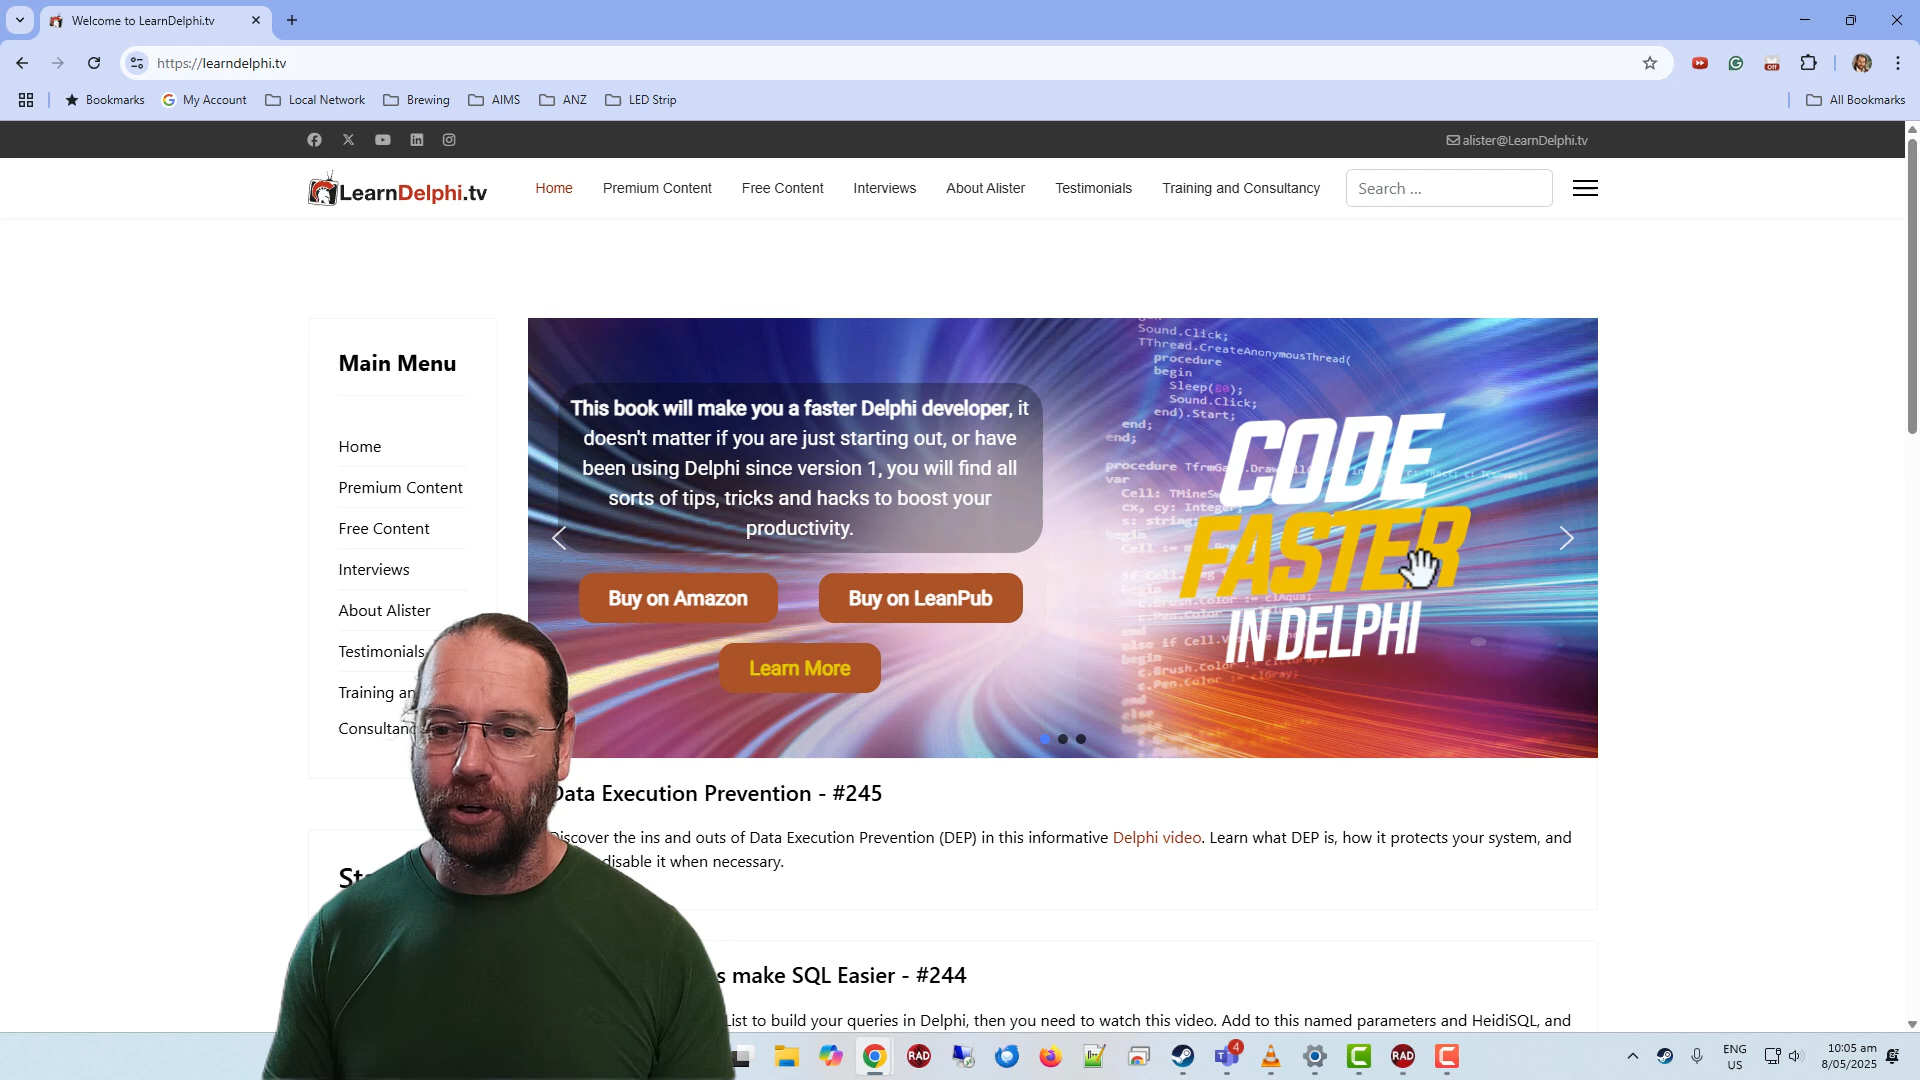 Welcome to LearnDelphi.tv
https://learndelphi.tv
Bookmarks
My Account
Local Network
Brewing
AIMS
ANZ
LED Strip
All Bookmarks
alister@LearnDelphi.tv
LearnDelphi.tv
Home
Premium Content
Free Content
Interviews
About Alister
Testimonials
Training and Consultancy
Search ...
Main Menu
Home
Premium Content
Free Content
Interviews
About Alister
Testimonials
Training
This book will make you a faster Delphi developer, it
doesn't matter if you are just starting out, or have
been using Delphi since version 1, you will find all
sorts of tips, tricks and hacks to boost your
productivity.
Buy on Amazon
Buy on LeanPub
Learn More
Sound.Click;
TThread.CreateAnonymousThread(
procedure
begin
Sleep(80);
Sound.Click;
end).Start;
end;
end;
CODE
FASTER
IN DELPHI
Data Execution Prevention - #245
Discover the ins and outs of Data Execution Prevention (DEP) in this informative Delphi video. Learn what DEP is, how it protects your system, and
disable it when necessary.
make SQL Easier - #244
to build your queries in Delphi, then you need to watch this video. Add to this named parameters and HeidiSQL, and
RAD
4
RAD
ENG
US
10:05 am
8/05/2025